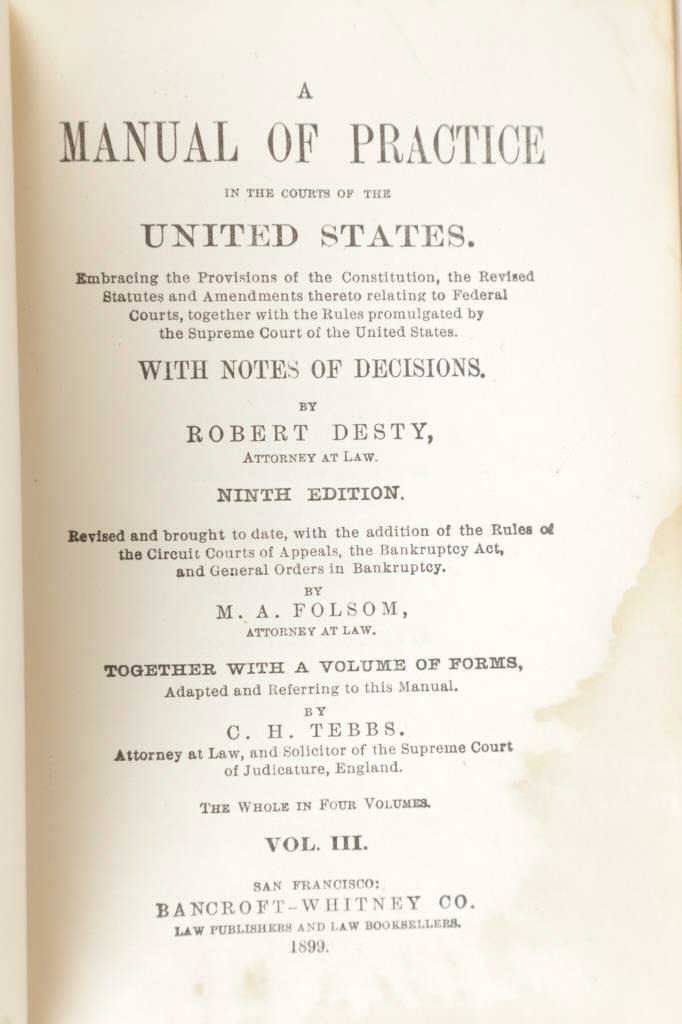 A
MANUAL OF PRACTICE
IN THE COURTS OF THE
UNITED STATES.
Embracing the Provisions of the Constitution, the Revised
Statutes and Amendments thereto relating to Federal
Courts, together with the Rules promulgated by
the Supreme Court of the United States.
WITH NOTES OF DECISIONS.
BY
ROBERT DESTY,
ATTORNEY AT LAW.
NINTH EDITION.
Revised and brought to date, with the addition of the Rules of
the Circuit Courts of Appeals, the Bankruptcy Act,
and General Orders in Bankruptcy.
BY
M. A. FOLSOM,
ATTORNEY AT LAW.
TOGETHER WITH A VOLUME OF FORMS,
Adapted and Referring to this Manual.
BY
C. H. TEBBS.
Attorney at Law, and Solicitor of the Supreme Court
of Judicature, England.
THE WHOLE IN FOUR VOLUMES.
VOL. III.
SAN FRANCISCO:
BANCROFT-WHITNEY CO.
LAW PUBLISHERS AND LAW BOOKSELLERS.
1899.